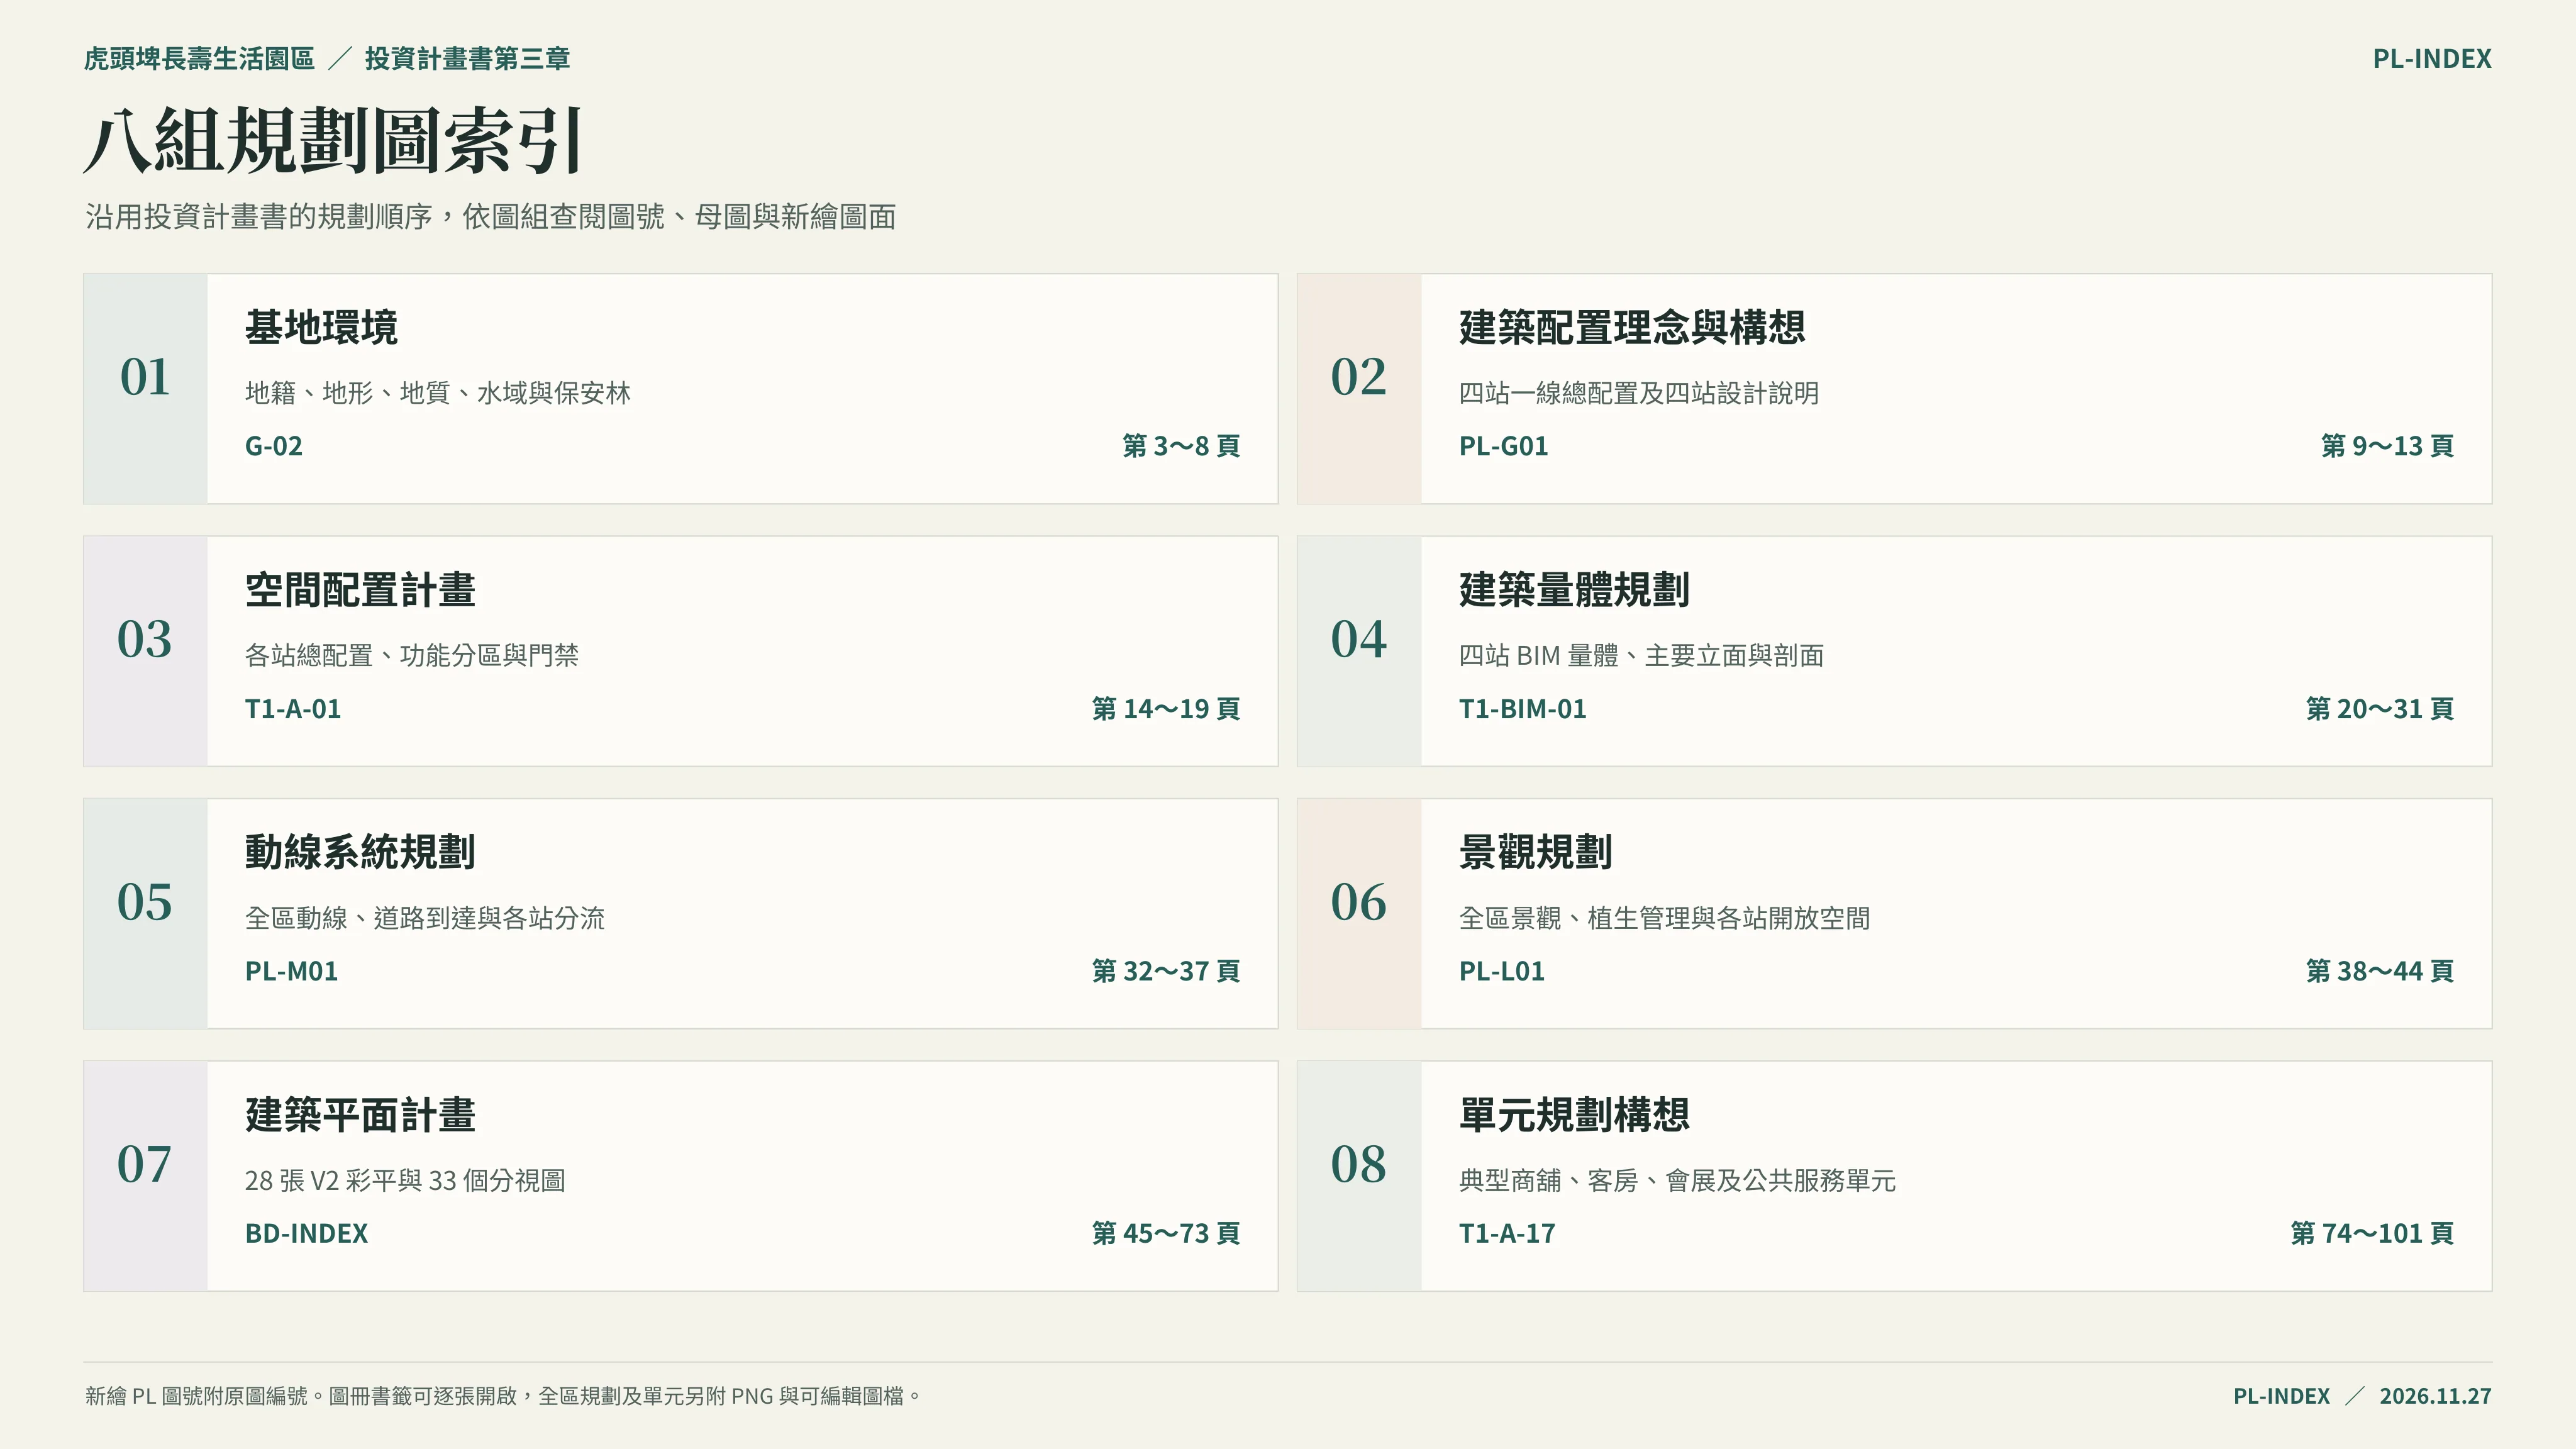 虎頭埤長壽生活園區 ／ 投資計畫書第三章
PL-INDEX
八組規劃圖索引
沿用投資計畫書的規劃順序，依圖組查閱圖號、母圖與新繪圖面
01
基地環境
地籍、地形、地質、水域與保安林
G-02
第 3～8 頁
02
建築配置理念與構想
四站一線總配置及四站設計說明
PL-G01
第 9～13 頁
03
空間配置計畫
各站總配置、功能分區與門禁
T1-A-01
第 14～19 頁
04
建築量體規劃
四站 BIM 量體、主要立面與剖面
T1-BIM-01
第 20～31 頁
05
動線系統規劃
全區動線、道路到達與各站分流
PL-M01
第 32～37 頁
06
景觀規劃
全區景觀、植生管理與各站開放空間
PL-L01
第 38～44 頁
07
建築平面計畫
28 張 V2 彩平與 33 個分視圖
BD-INDEX
第 45～73 頁
08
單元規劃構想
典型商舖、客房、會展及公共服務單元
T1-A-17
第 74～101 頁
新繪 PL 圖號附原圖編號。圖冊書籤可逐張開啟，全區規劃及單元另附 PNG 與可編輯圖檔。
PL-INDEX ／ 2026.11.27